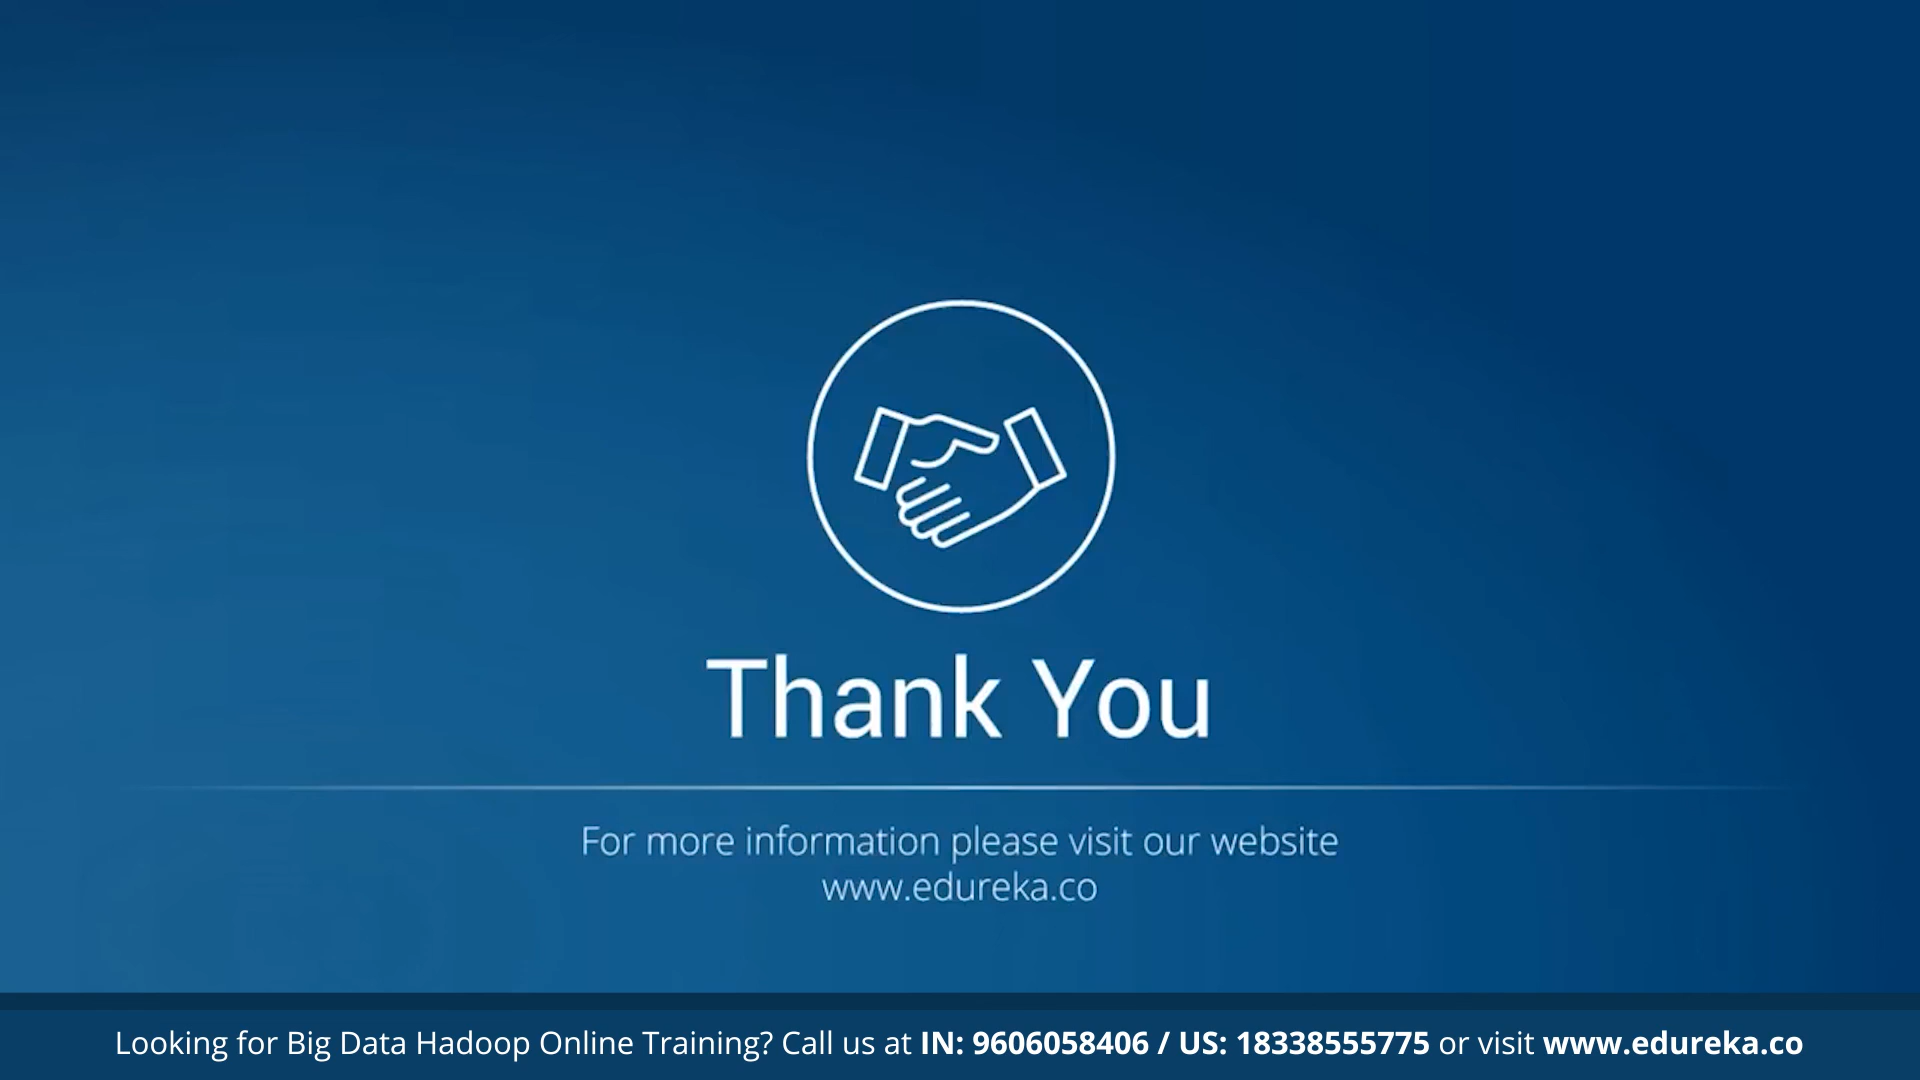 Thank You
For more information please visit our website
www.edureka.co
Looking for Big Data Hadoop Online Training? Call us at IN: 9606058406 / US: 18338555775 or visit www.edureka.co